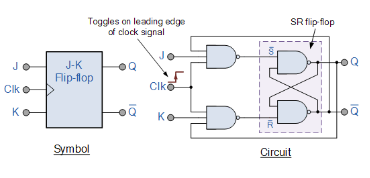 Toggles on leading edge
of clock signal
SR flip-flop
J
Clk
K
J-K
Flip-flop
Q
Q̅
Symbol
J
Clk
K
S̅
R̅
Q
Q̅
Circuit